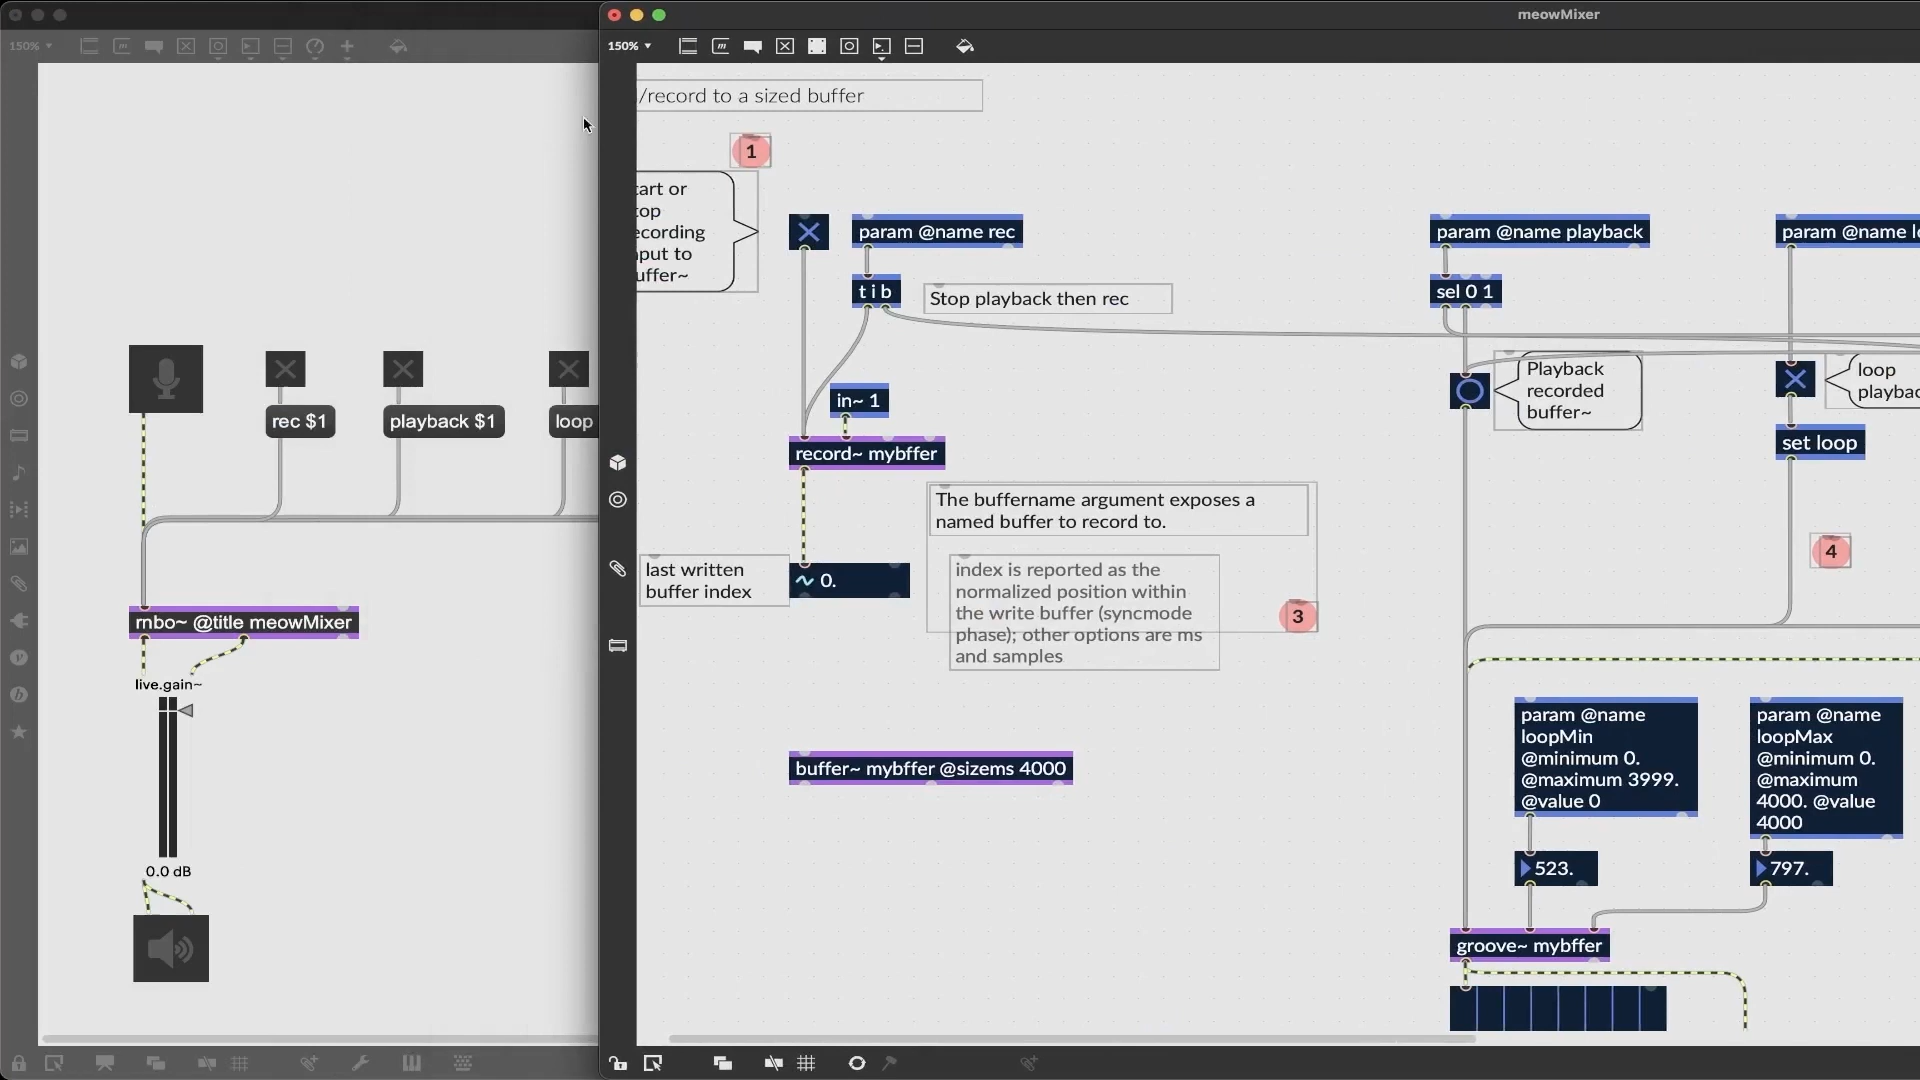 meowMixer
150%
150%
/record to a sized buffer
1
tart or
top
ecording
nput to
uffer~
param @name rec
param @name playback
param @name lo
t i b
Stop playback then rec
sel 0 1
Playback
recorded
buffer~
loop
playbac
rec $1
playback $1
loop
in~ 1
set loop
record~ mybffer
The buffername argument exposes a
named buffer to record to.
4
last written
buffer index
0.
index is reported as the
normalized position within
the write buffer (syncmode
phase); other options are ms
and samples
3
rnbo~ @title meowMixer
live.gain~
param @name
loopMin
@minimum 0.
@maximum 3999.
@value 0
param @name
loopMax
@minimum 0.
@maximum
4000. @value
4000
buffer~ mybffer @sizems 4000
0.0 dB
523.
797.
groove~ mybffer